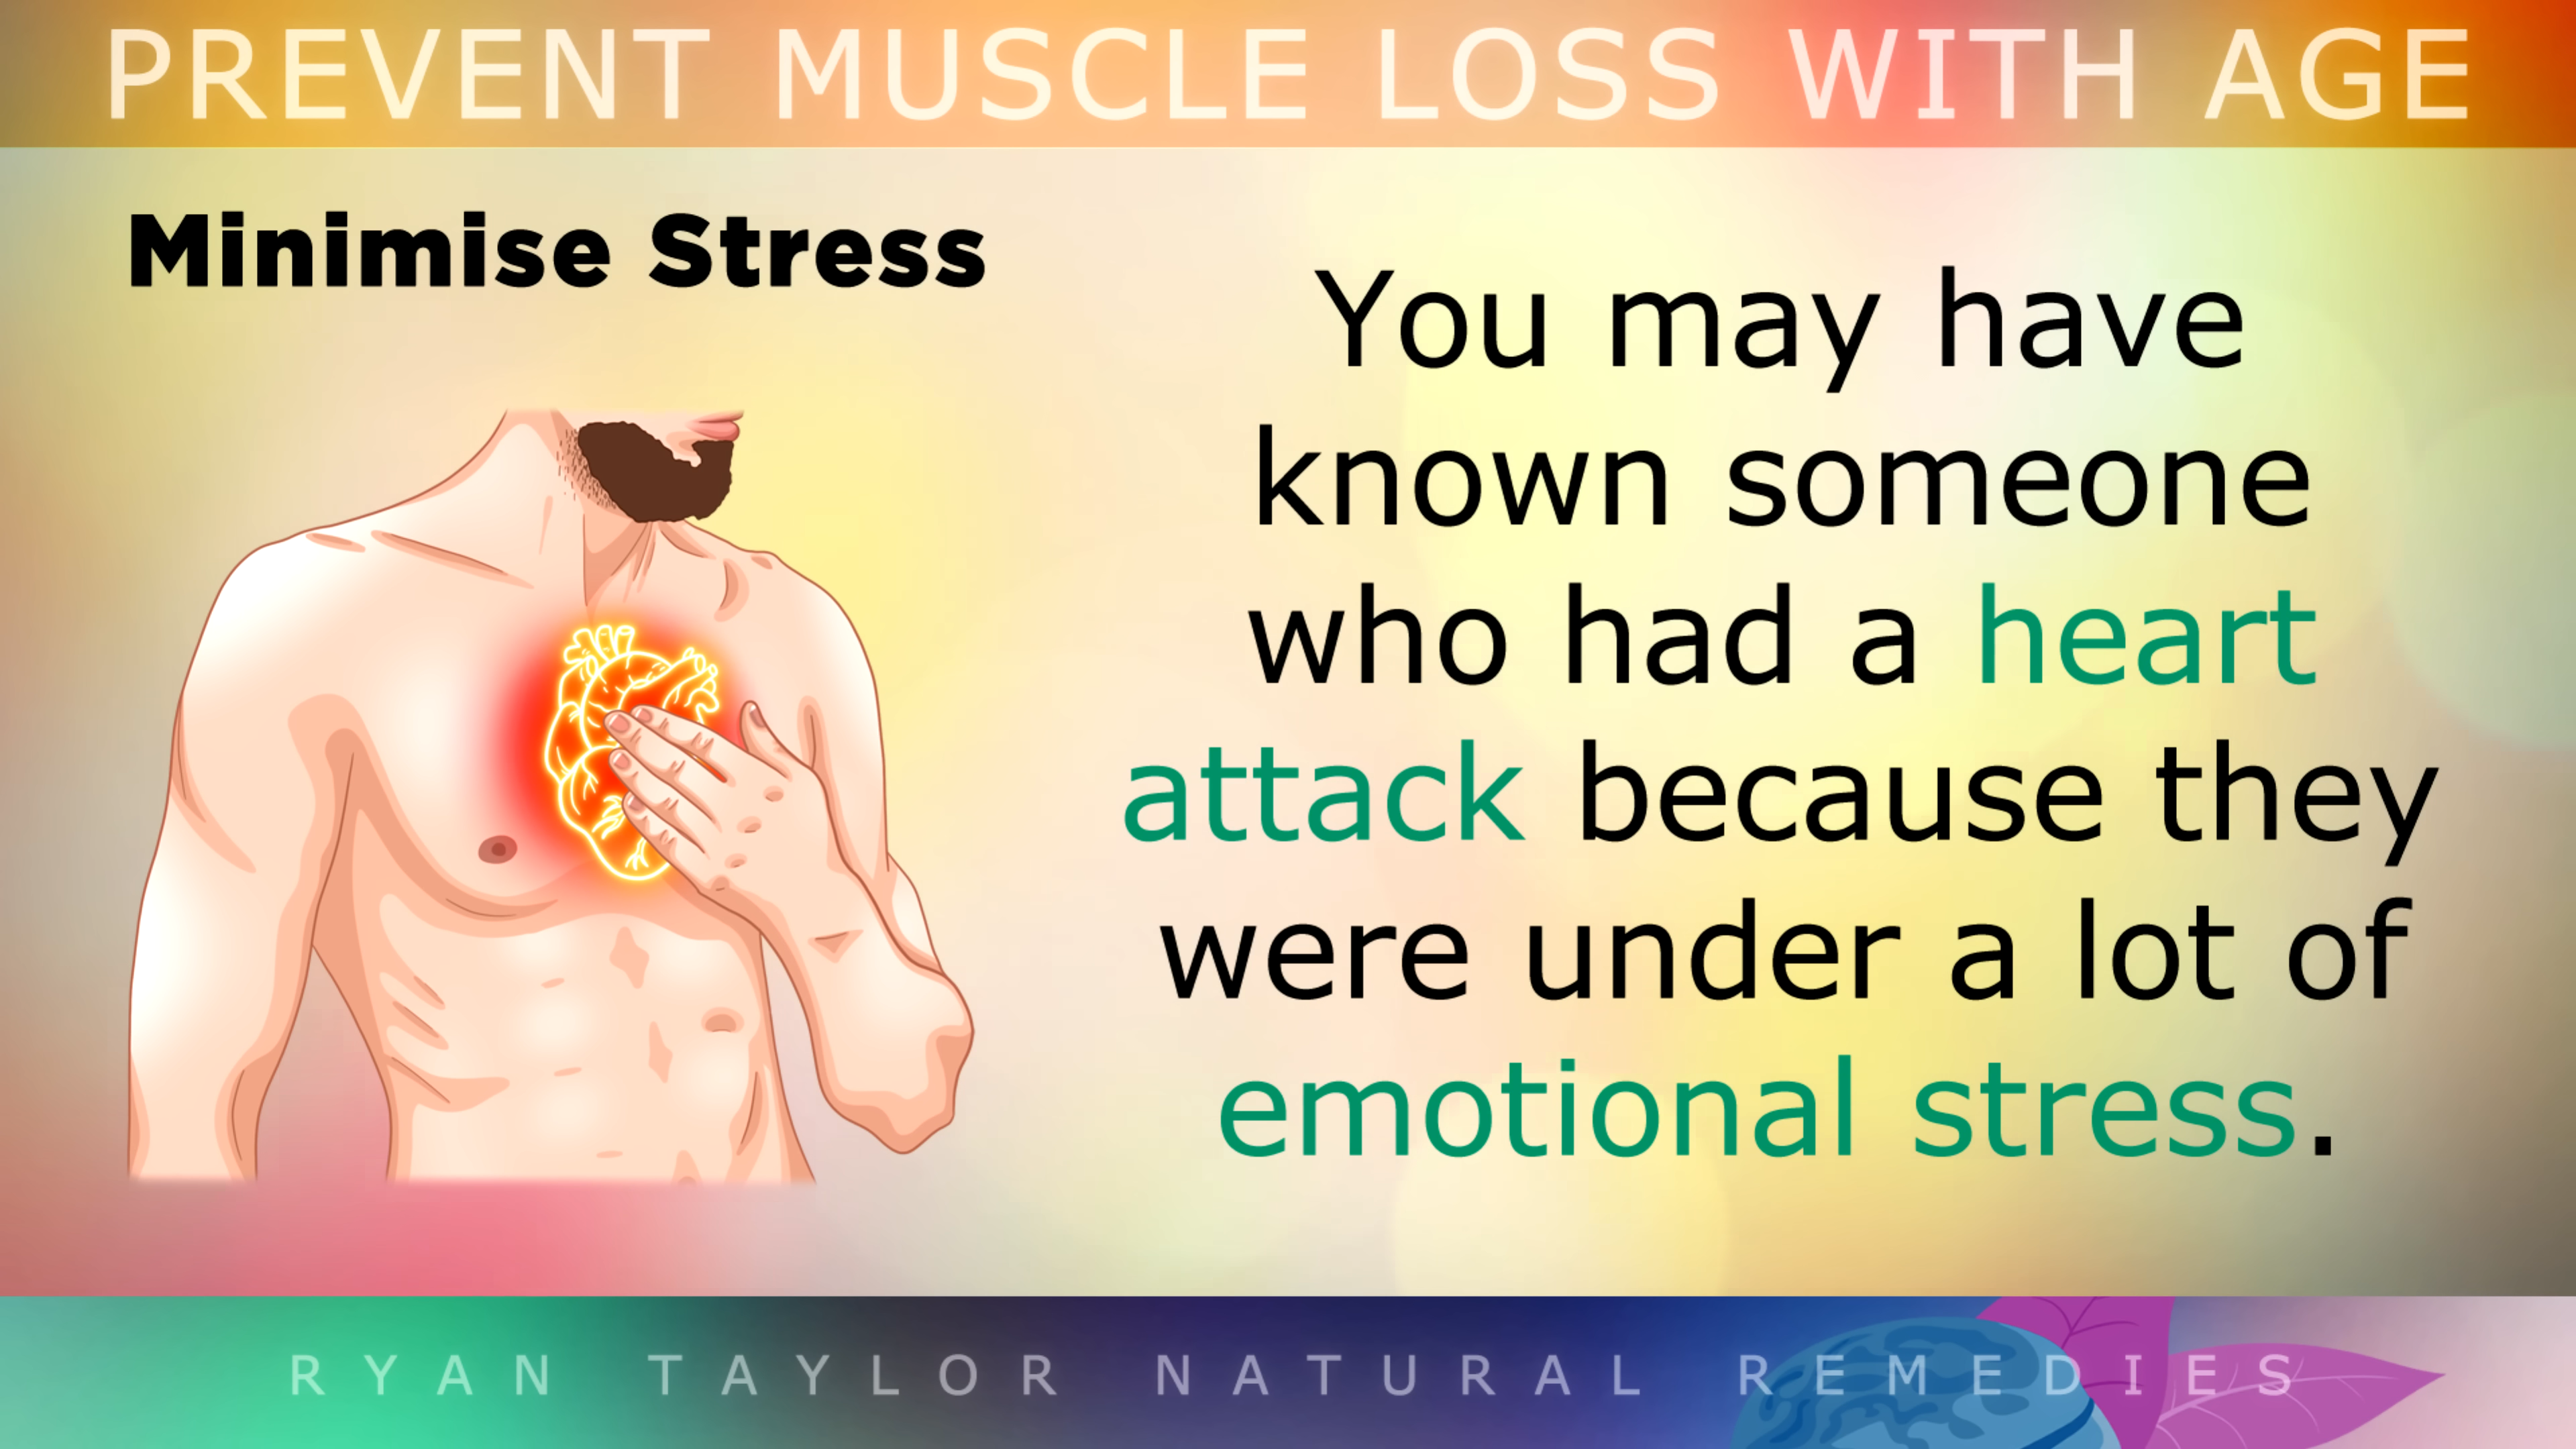 PREVENT MUSCLE LOSS WITH AGE
Minimise Stress
You may have
known someone
who had a heart
attack because they
were under a lot of
emotional stress.
RYAN TAYLOR NATURAL REMEDIES